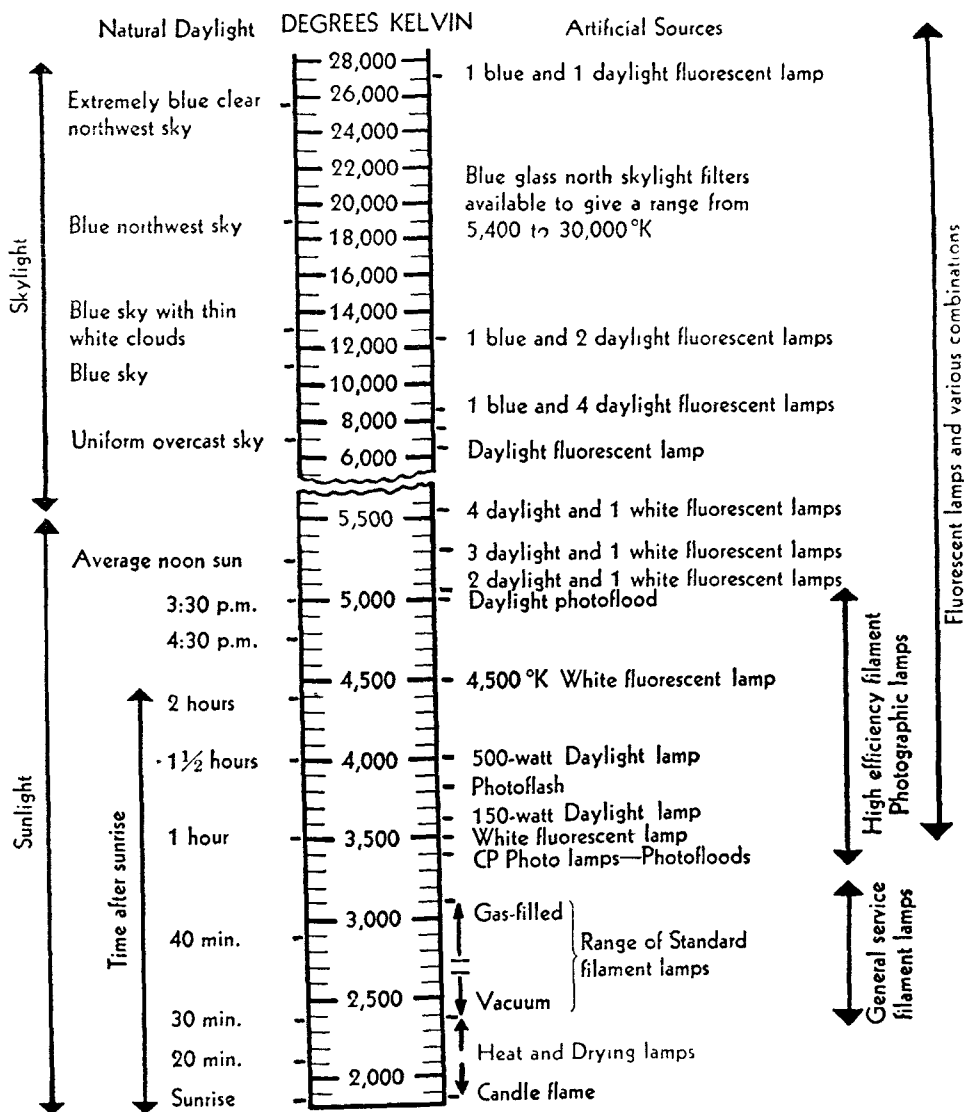 Natural Daylight
DEGREES KELVIN
Artificial Sources
28,000
26,000
24,000
22,000
20,000
18,000
16,000
14,000
12,000
10,000
8,000
6,000
5,500
5,000
4,500
4,000
3,500
3,000
2,500
2,000
Skylight
Sunlight
Time after sunrise
Extremely blue clear
northwest sky
Blue northwest sky
Blue sky with thin
white clouds
Blue sky
Uniform overcast sky
Average noon sun
3:30 p.m.
4:30 p.m.
2 hours
1½ hours
1 hour
40 min.
30 min.
20 min.
Sunrise
1 blue and 1 daylight fluorescent lamp
Blue glass north skylight filters
available to give a range from
5,400 to 30,000°K
1 blue and 2 daylight fluorescent lamps
1 blue and 4 daylight fluorescent lamps
Daylight fluorescent lamp
4 daylight and 1 white fluorescent lamps
3 daylight and 1 white fluorescent lamps
2 daylight and 1 white fluorescent lamps
Daylight photoflood
4,500°K White fluorescent lamp
500-watt Daylight lamp
Photoflash
150-watt Daylight lamp
White fluorescent lamp
CP Photo lamps—Photofloods
Gas-filled
Range of Standard
filament lamps
Vacuum
Heat and Drying lamps
Candle flame
Fluorescent lamps and various combinations
High efficiency filament
Photographic lamps
General service
filament lamps